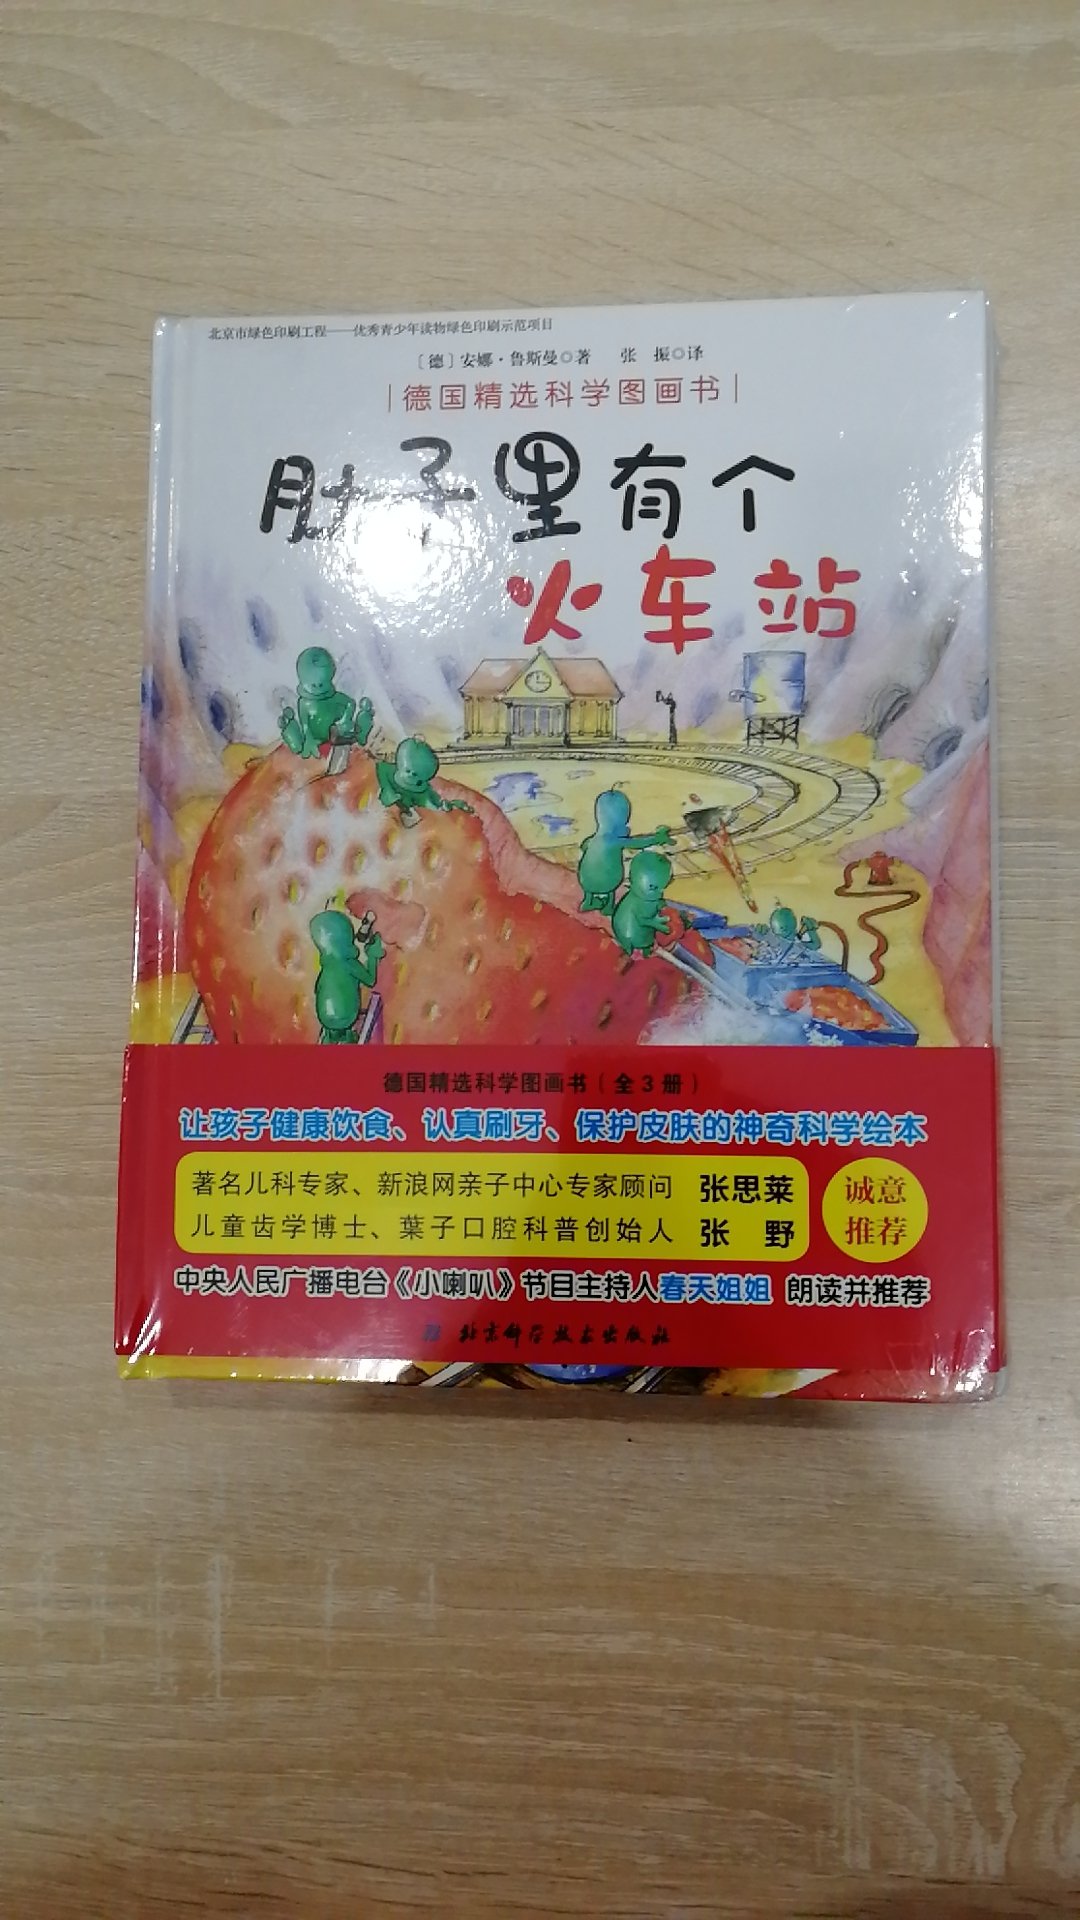 北京市绿色印刷工程——优秀青少年读物绿色印刷示范项目
〔德〕安娜·鲁斯曼◎著 张 振◎译
德国精选科学图画书
肚子里有个
火车站
德国精选科学图画书（全3册）
让孩子健康饮食、认真刷牙、保护皮肤的神奇科学绘本
著名儿科专家、新浪网亲子中心专家顾问 张思莱
儿童齿学博士、葉子口腔科普创始人 张 野
诚意
推荐
中央人民广播电台《小喇叭》节目主持人春天姐姐 朗读并推荐
北京科学技术出版社